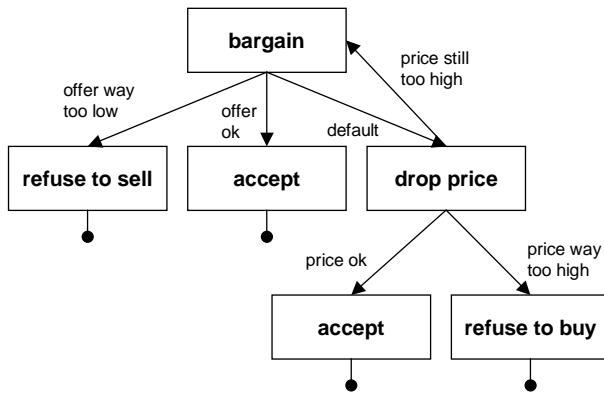 bargain
price still
too high
offer way
too low
offer
ok
default
refuse to sell
accept
drop price
price ok
price way
too high
accept
refuse to buy